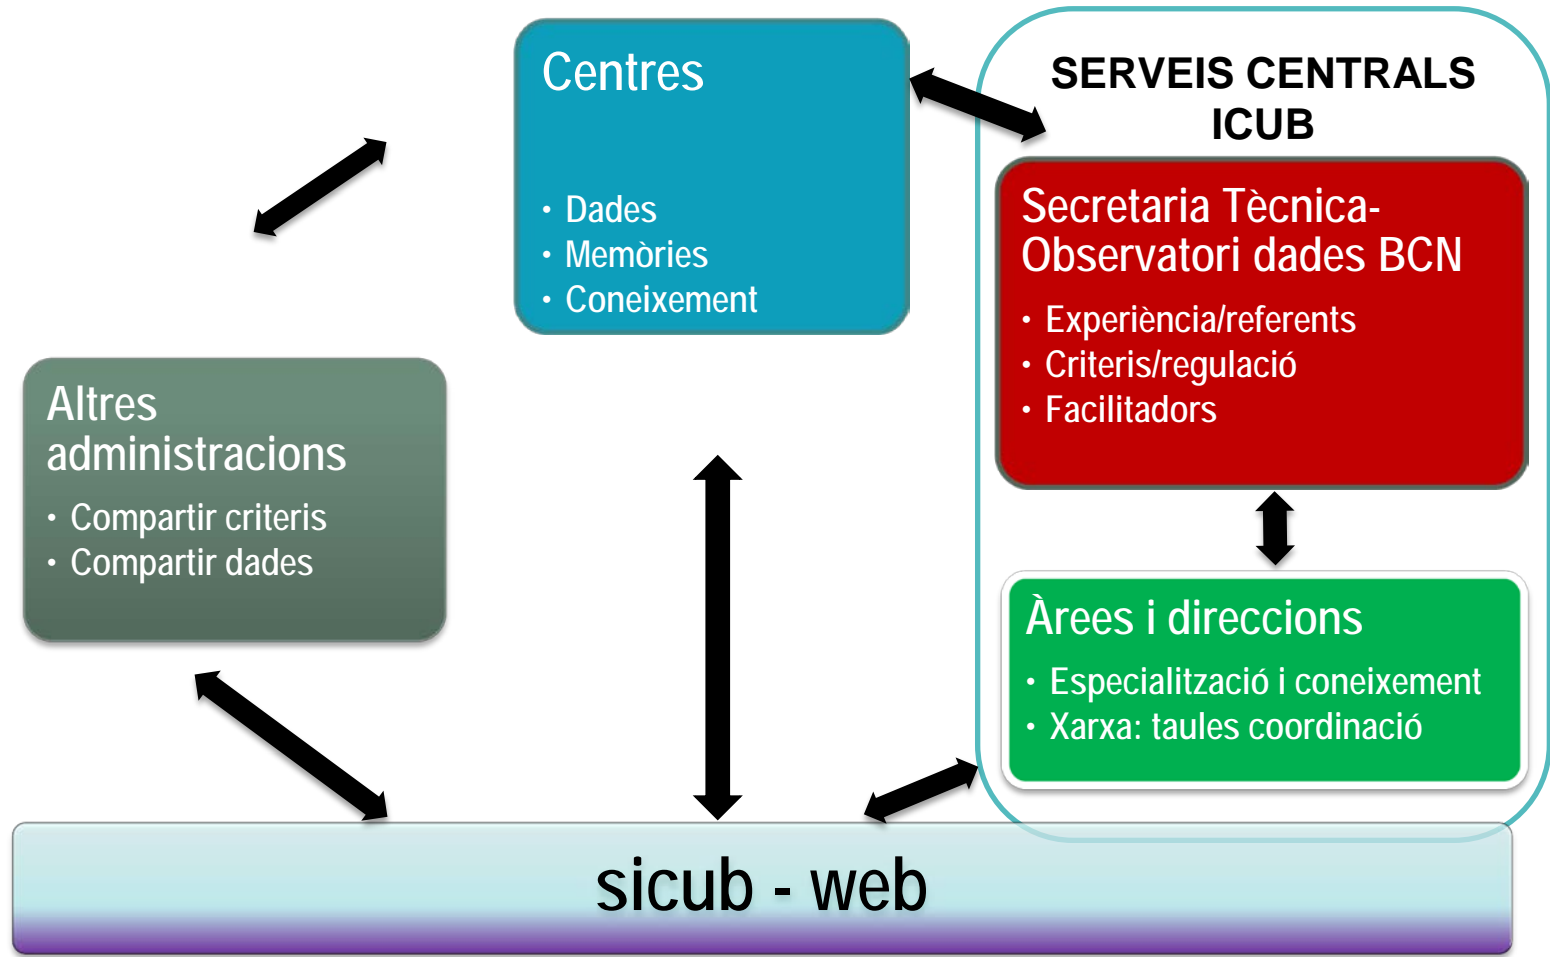 Centres
• Dades
• Memòries
• Coneixement
SERVEIS CENTRALS
ICUB
Secretaria Tècnica-
Observatori dades BCN
• Experiència/referents
• Criteris/regulació
• Facilitadors
Altres
administracions
• Compartir criteris
• Compartir dades
Àrees i direccions
• Especialització i coneixement
• Xarxa: taules coordinació
sicub - web